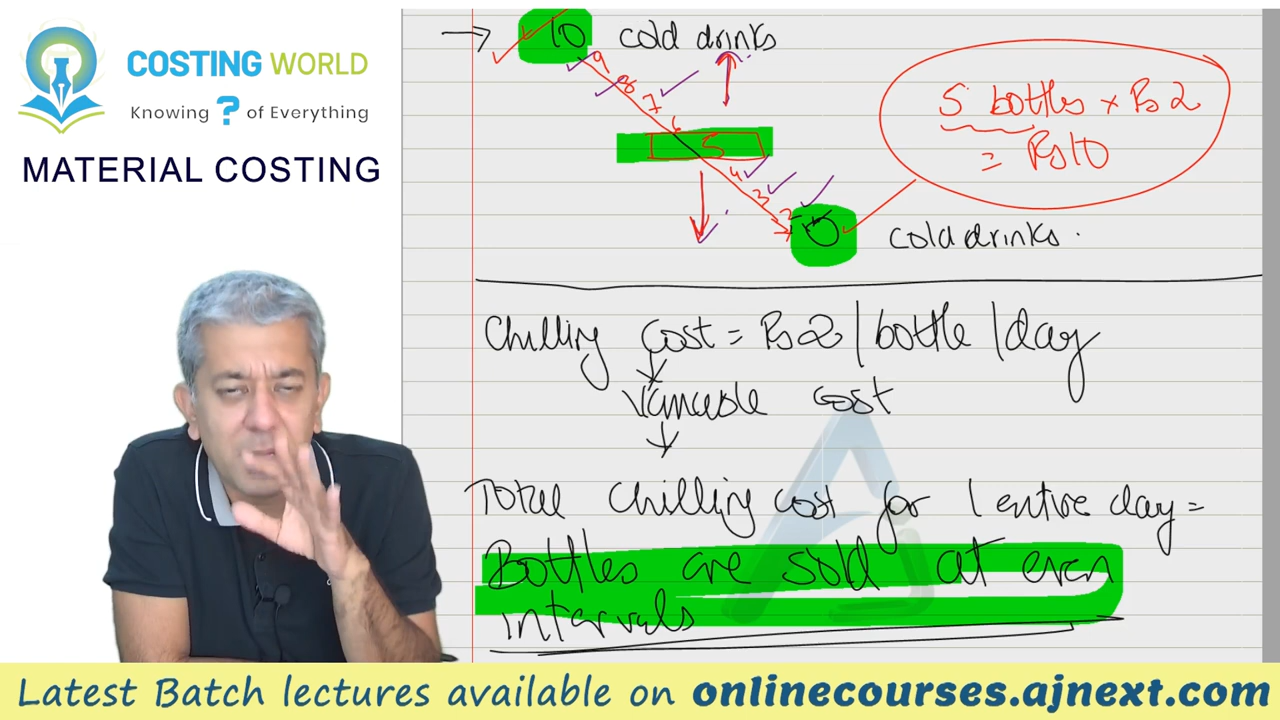 COSTING WORLD
Knowing ? of Everything
MATERIAL COSTING
→ 10 cold drinks
9
8
7
6
5
4
3
2
0 cold drinks.
5 bottles × Rs 2
= Rs 10
Chilling cost = Rs 2 | bottle | day
Variable cost
Total Chilling cost for 1 entire day =
Bottles are sold at even
intervals
Latest Batch lectures available on onlinecourses.ajnext.com